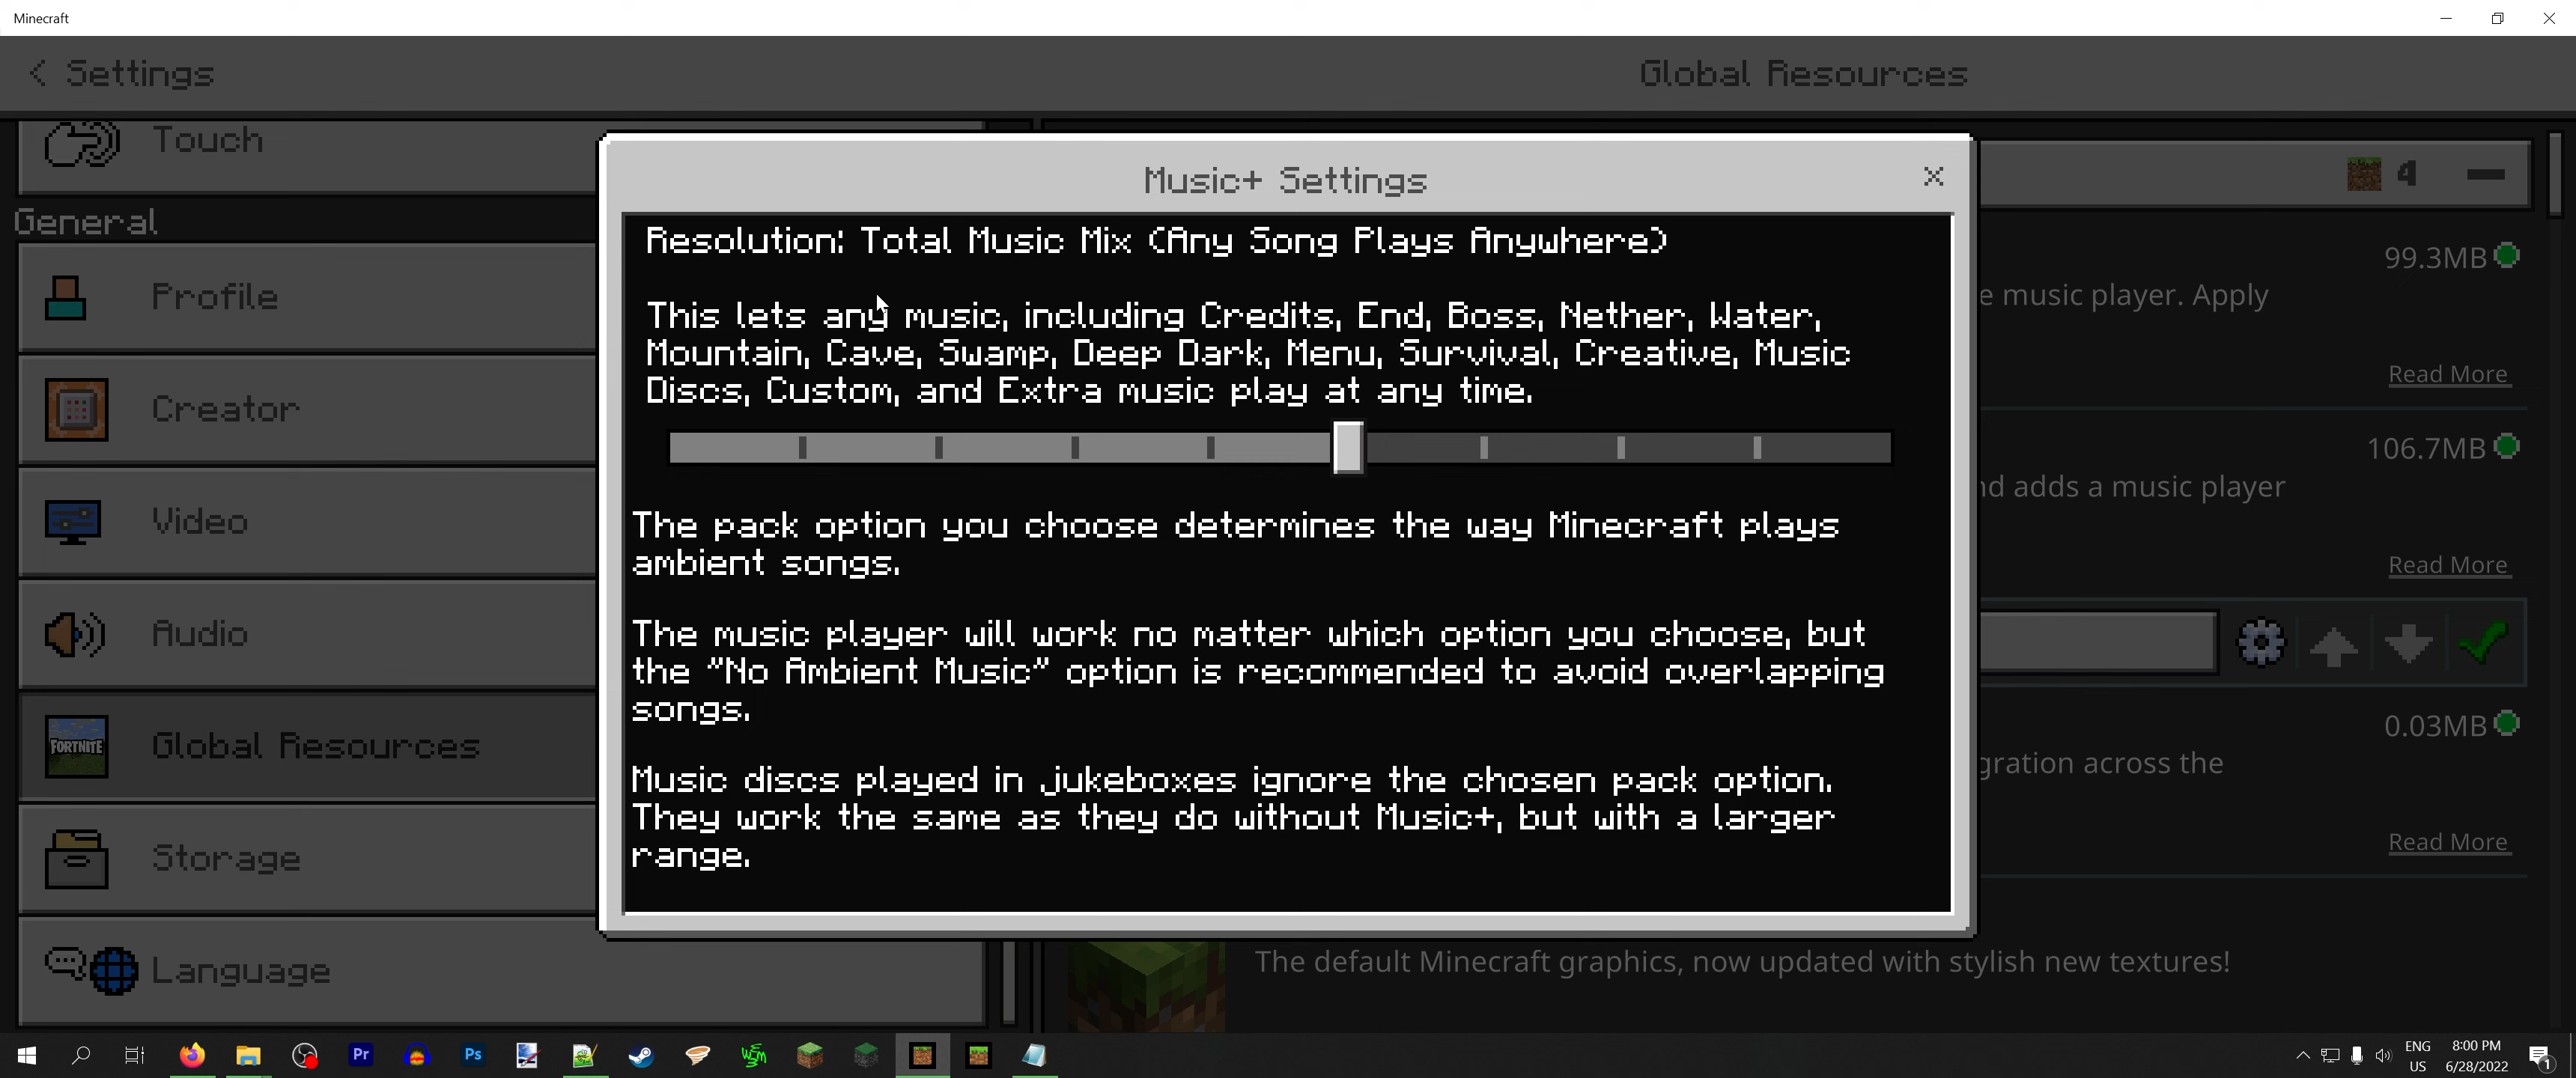 Minecraft
< Settings
Global Resources
Touch
General
Profile
Creator
Video
Audio
FORTNITE
Global Resources
Storage
Language
4
99.3MB
e music player. Apply
Read More
106.7MB
nd adds a music player
Read More
0.03MB
gration across the
Read More
The default Minecraft graphics, now updated with stylish new textures!
Music+ Settings
Resolution: Total Music Mix (Any Song Plays Anywhere)
This lets any music, including Credits, End, Boss, Nether, Water,
Mountain, Cave, Swamp, Deep Dark, Menu, Survival, Creative, Music
Discs, Custom, and Extra music play at any time.
The pack option you choose determines the way Minecraft plays
ambient songs.
The music player will work no matter which option you choose, but
the "No Ambient Music" option is recommended to avoid overlapping
songs.
Music discs played in jukeboxes ignore the chosen pack option.
They work the same as they do without Music+, but with a larger
range.
Pr
Ps
ENG
US
8:00 PM
6/28/2022
1